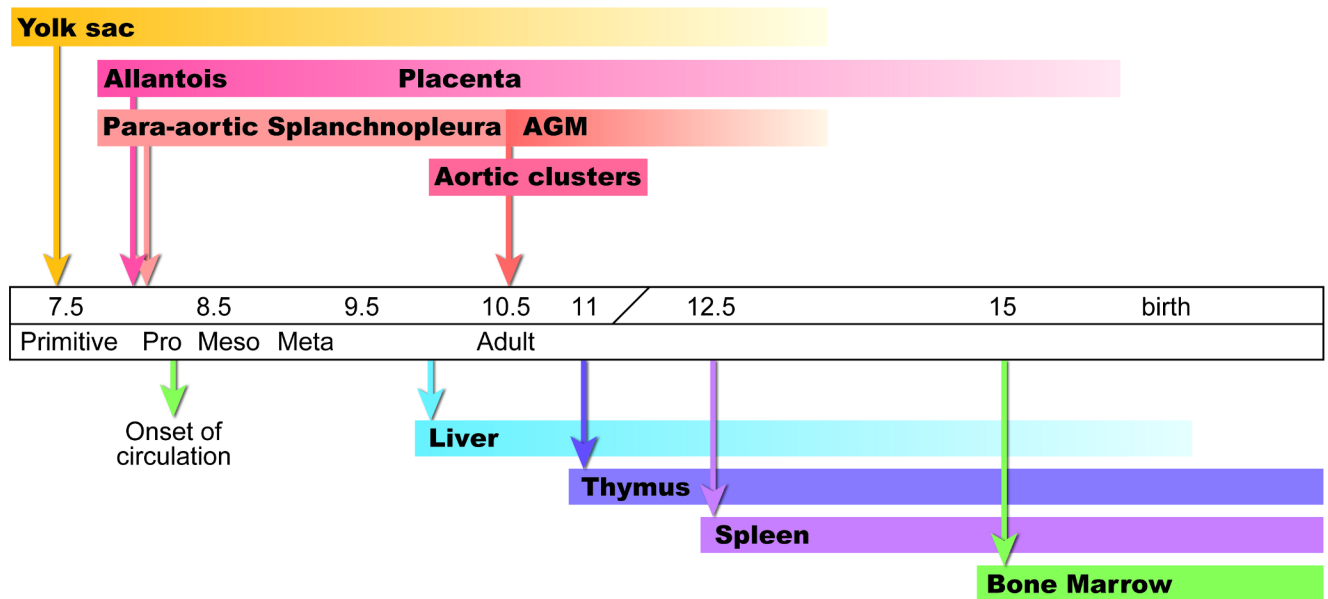 Yolk sac
Allantois Placenta
Para-aortic Splanchnopleura AGM
Aortic clusters
7.5 8.5 9.5 10.5 11 12.5 15 birth
Primitive Pro Meso Meta Adult
Onset of
circulation
Liver
Thymus
Spleen
Bone Marrow